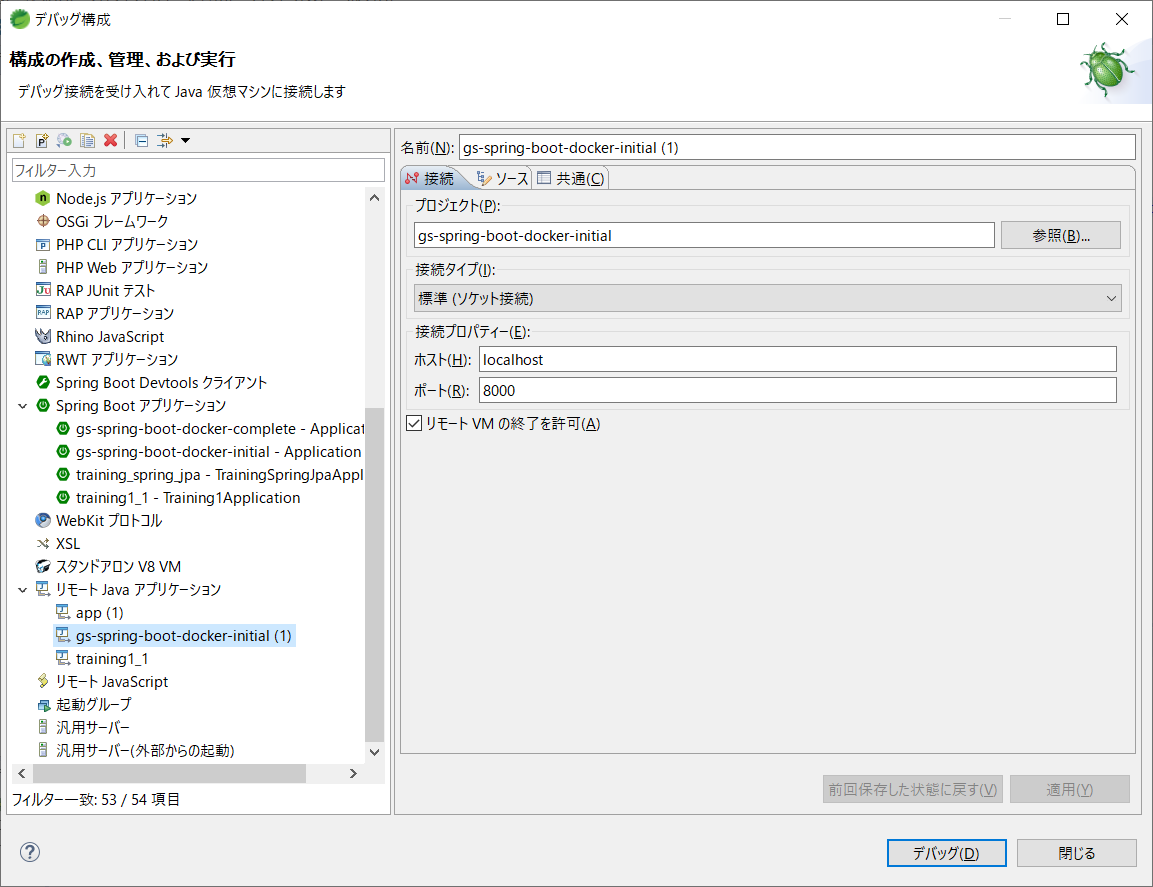 デバッグ構成
構成の作成、管理、および実行
デバッグ接続を受け入れて Java 仮想マシンに接続します
フィルター入力
Node.js アプリケーション
OSGi フレームワーク
PHP CLI アプリケーション
PHP Web アプリケーション
RAP JUnit テスト
RAP アプリケーション
Rhino JavaScript
RWT アプリケーション
Spring Boot Devtools クライアント
Spring Boot アプリケーション
gs-spring-boot-docker-complete - Applicat
gs-spring-boot-docker-initial - Application
training_spring_jpa - TrainingSpringJpaAppl
training1_1 - Training1Application
WebKit プロトコル
XSL
スタンドアロン V8 VM
リモート Java アプリケーション
app (1)
gs-spring-boot-docker-initial (1)
training1_1
リモート JavaScript
起動グループ
汎用サーバー
汎用サーバー(外部からの起動)
フィルター一致: 53 / 54 項目
名前(N): gs-spring-boot-docker-initial (1)
接続 ソース 共通(C)
プロジェクト(P):
gs-spring-boot-docker-initial 参照(B)...
接続タイプ(I):
標準 (ソケット接続)
接続プロパティー(E):
ホスト(H): localhost
ポート(R): 8000
リモート VM の終了を許可(A)
前回保存した状態に戻す(V) 適用(Y)
デバッグ(D) 閉じる